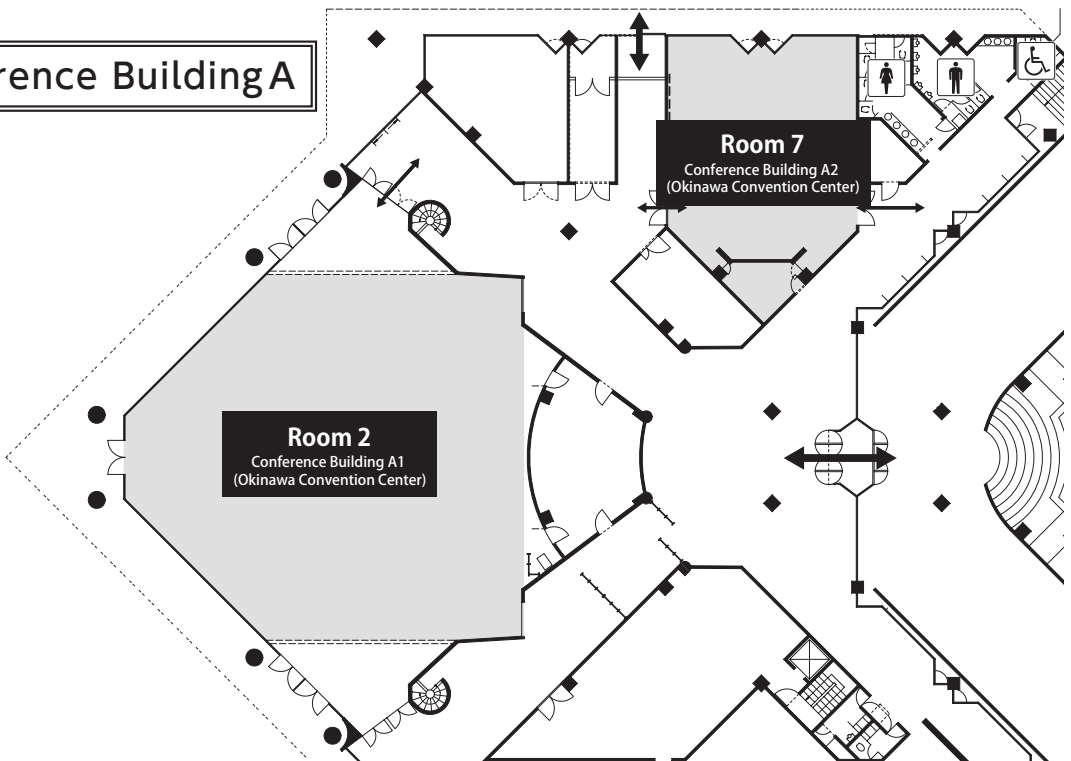 rence Building A
Room 7
Conference Building A2
(Okinawa Convention Center)
Room 2
Conference Building A1
(Okinawa Convention Center)